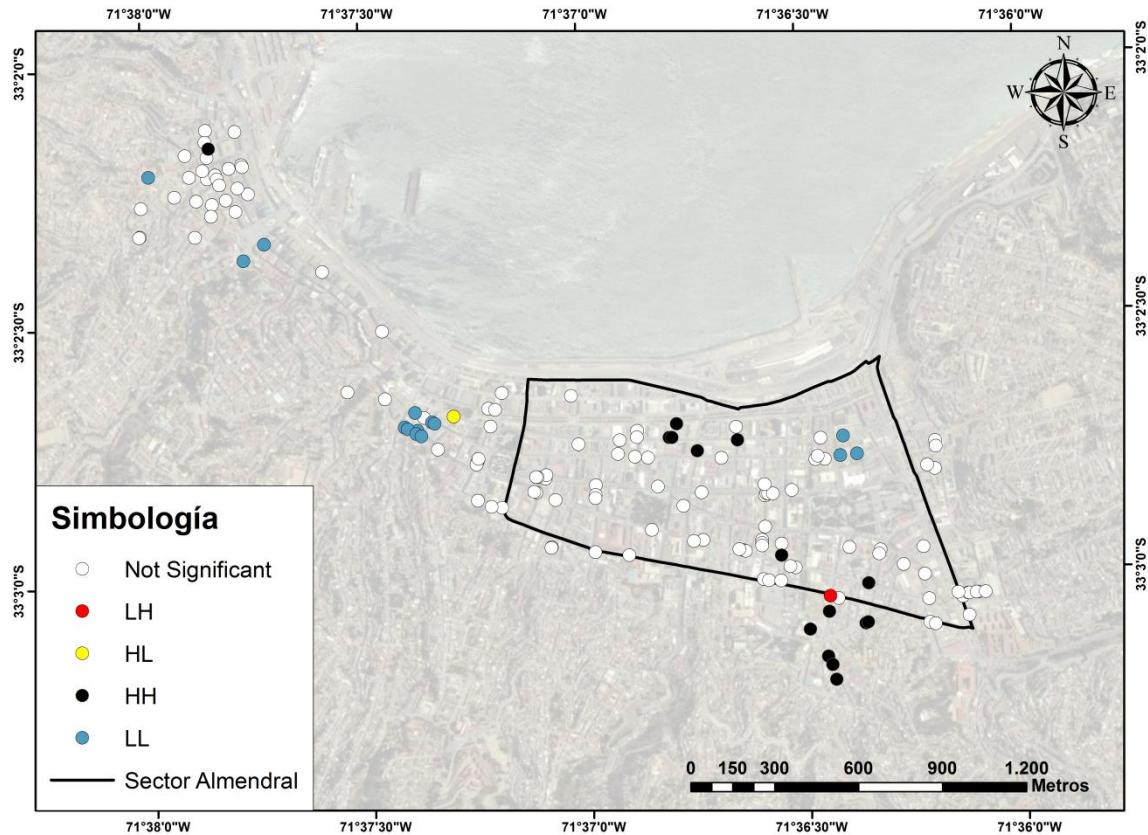 71°38'0"W 71°37'30"W 71°37'0"W 71°36'30"W 71°36'0"W
33°2'0"S 33°2'0"S
N
W E
S
33°2'30"S 33°2'30"S
33°3'0"S 33°3'0"S
Simbología
Not Significant
LH
HL
HH
LL
Sector Almendral
0 150 300 600 900 1.200
Metros
71°38'0"W 71°37'30"W 71°37'0"W 71°36'30"W 71°36'0"W